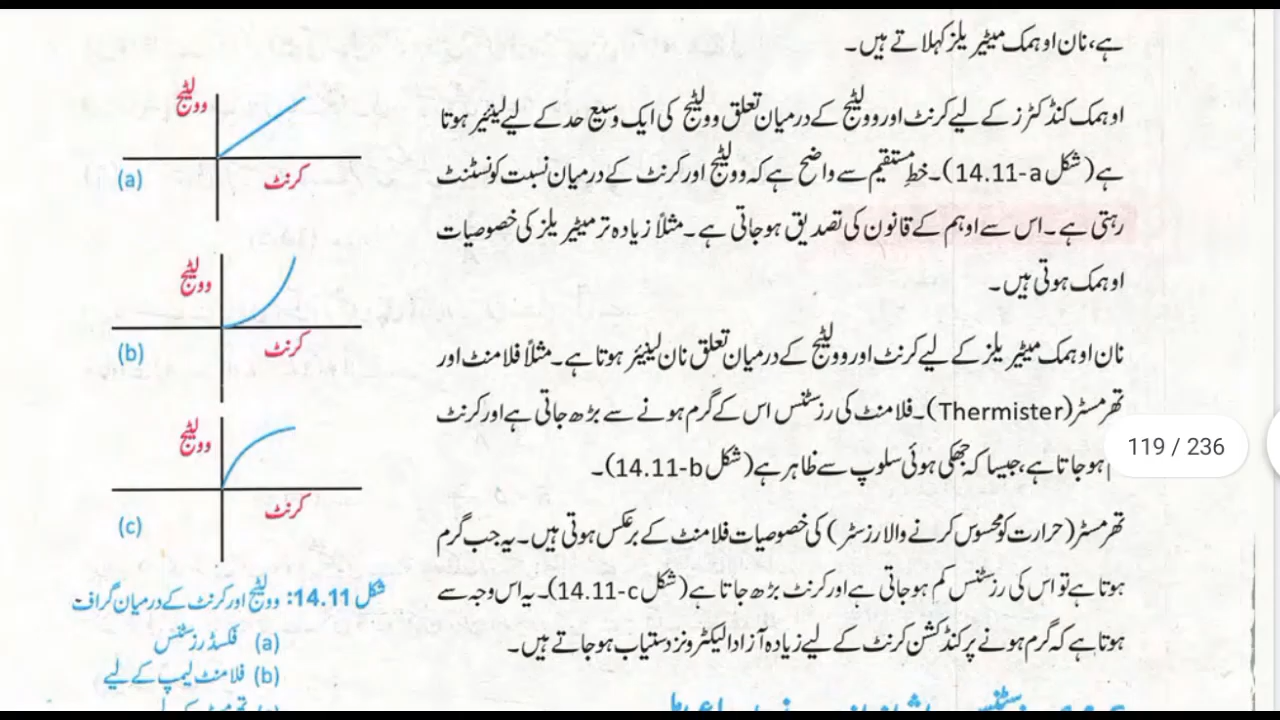 ہے، نان اوہمک میٹیریلز کہلاتے ہیں۔
اوہمک کنڈکٹرز کے لیے کرنٹ اور وولٹیج کے درمیان تعلق وولٹیج کی ایک وسیع حد کے لیے لینیئر ہوتا
ہے (شکل 14.11-a)۔ خطِ مستقیم سے واضح ہے کہ وولٹیج اور کرنٹ کے درمیان نسبت کونسٹنٹ
رہتی ہے۔ اس سے اوہم کے قانون کی تصدیق ہوجاتی ہے۔ مثلاً زیادہ تر میٹیریلز کی خصوصیات
اوہمک ہوتی ہیں۔
نان اوہمک میٹیریلز کے لیے کرنٹ اور وولٹیج کے درمیان تعلق نان لینیئر ہوتا ہے۔ مثلاً فلامنٹ اور
تھرمسٹر (Thermister)۔ فلامنٹ کی رزسٹنس اس کے گرم ہونے سے بڑھ جاتی ہے اور کرنٹ
ہوجاتا ہے، جیسا کہ جھکی ہوئی سلوپ سے ظاہر ہے (شکل 14.11-b)۔
تھرمسٹر (حرارت کو محسوس کرنے والا رزسٹر) کی خصوصیات فلامنٹ کے برعکس ہوتی ہیں۔ یہ جب گرم
ہوتا ہے تو اس کی رزسٹنس کم ہوجاتی ہے اور کرنٹ بڑھ جاتا ہے (شکل 14.11-c)۔ یہ اس وجہ سے
ہوتا ہے کہ گرم ہونے پر کنڈکشن کرنٹ کے لیے زیادہ آزاد الیکٹرونز دستیاب ہوجاتے ہیں۔
119 / 236
وولٹیج
کرنٹ
(a)
وولٹیج
کرنٹ
(b)
وولٹیج
کرنٹ
(c)
شکل 14.11: وولٹیج اور کرنٹ کے درمیان گراف
(a) فکسڈ رزسٹنس
(b) فلامنٹ لیمپ کے لیے